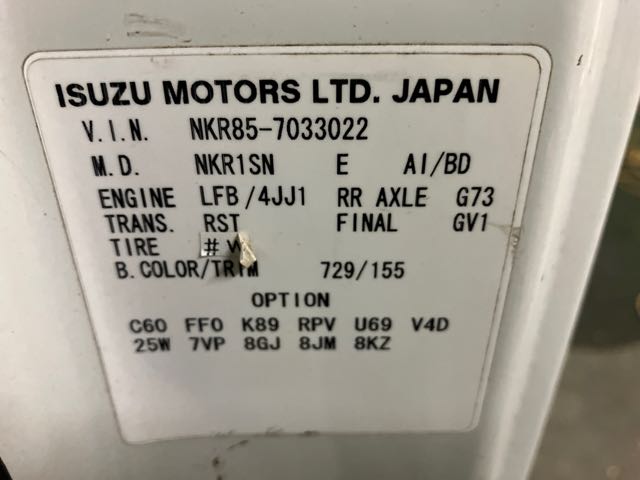 ISUZU MOTORS LTD. JAPAN
V.I.N. NKR85-7033022
M.D. NKR1SN E AI/BD
ENGINE LFB/4JJ1 RR AXLE G73
TRANS. RST FINAL GV1
TIRE #
B.COLOR/TRIM 729/155
OPTION
C60 FF0 K89 RPV U69 V4D
25W 7VP 8GJ 8JM 8KZ